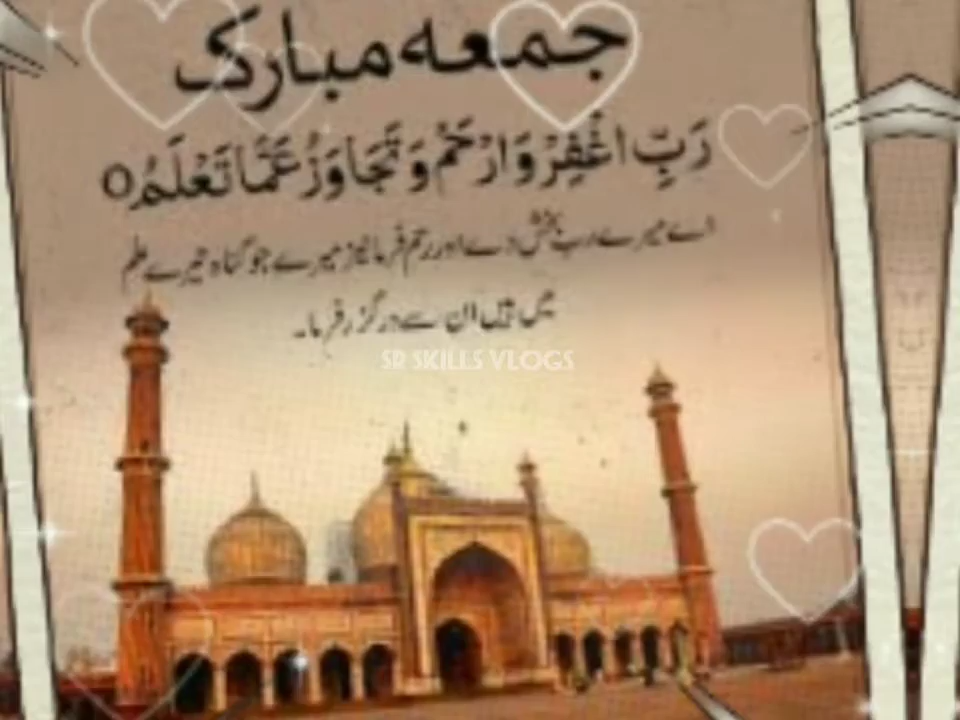 جمعہ مبارک
رَبِّ اغْفِرْ وَارْحَمْ وَتَجَاوَزْ عَمَّا تَعْلَمُ
اے میرے رب بخش دے اور رحم فرما نیز میرے جو گناہ تیرے علم
میں ہیں ان سے درگزر فرما۔
SR SKILLS VLOGS